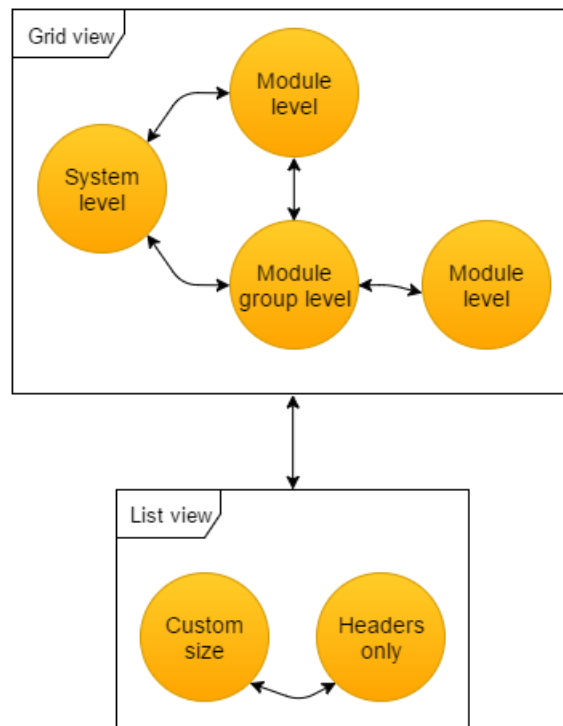 Grid view
Module
level
System
level
Module
group level
Module
level
List view
Custom
size
Headers
only